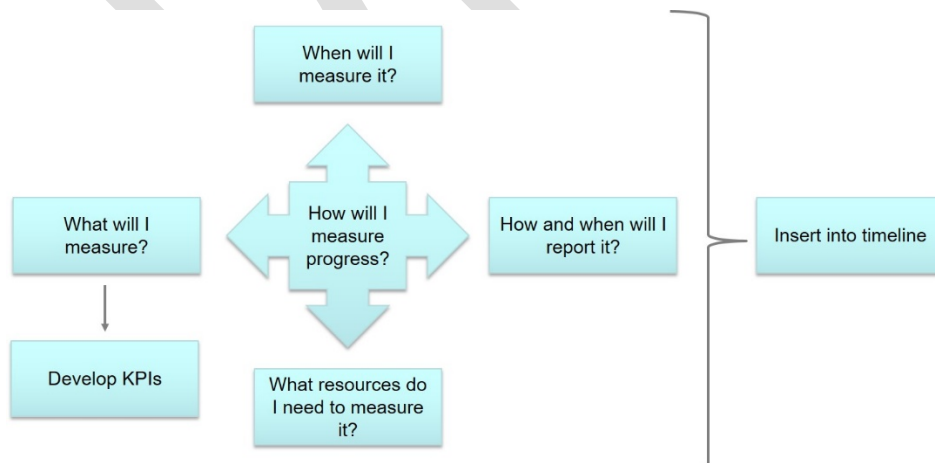 When will I
measure it?
What will I
measure?
How will I
measure
progress?
How and when will I
report it?
Insert into timeline
Develop KPIs
What resources do
I need to measure
it?